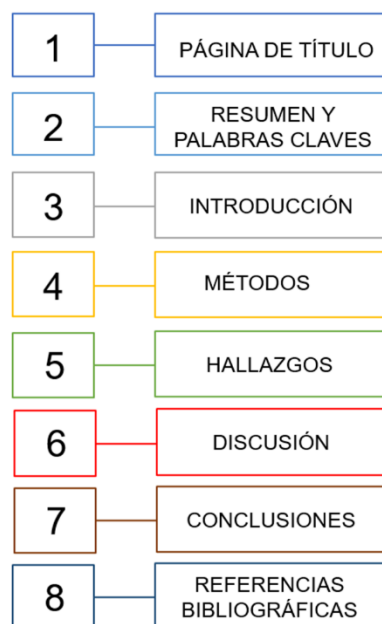 1
PÁGINA DE TÍTULO
2
RESUMEN Y
PALABRAS CLAVES
3
INTRODUCCIÓN
4
MÉTODOS
5
HALLAZGOS
6
DISCUSIÓN
7
CONCLUSIONES
8
REFERENCIAS
BIBLIOGRÁFICAS